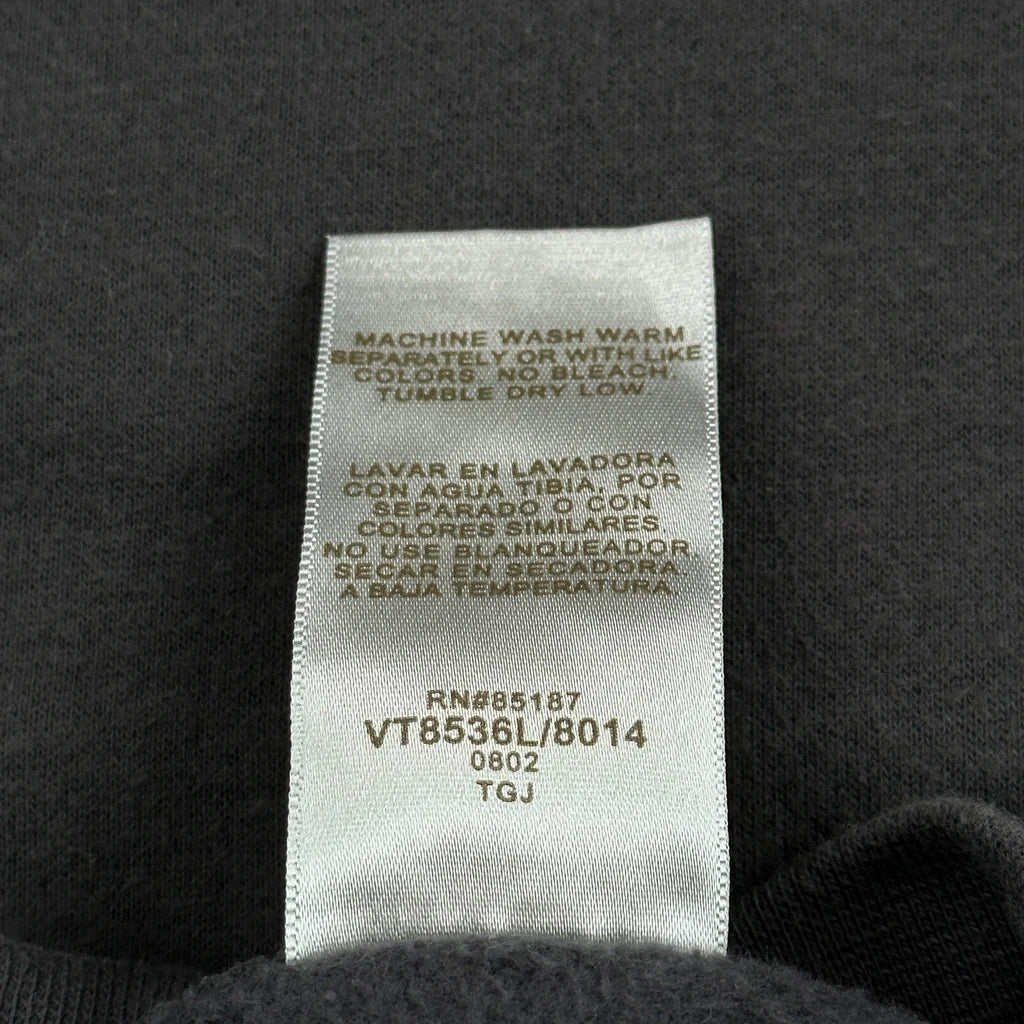 MACHINE WASH WARM
SEPARATELY OR WITH LIKE
COLORS. NO BLEACH.
TUMBLE DRY LOW.
LAVAR EN LAVADORA
CON AGUA TIBIA, POR
SEPARADO O CON
COLORES SIMILARES.
NO USE BLANQUEADOR.
SECAR EN SECADORA
A BAJA TEMPERATURA.
RN#85187
VT8536L/8014
0802
TGJ